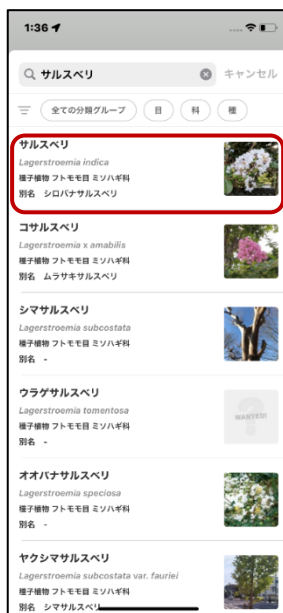 1:36
サルスベリ
キャンセル
全ての分類グループ
目
科
種
サルスベリ
Lagerstroemia indica
種子植物 フトモモ目 ミソハギ科
別名 シロバナサルスベリ
コサルスベリ
Lagerstroemia x amabilis
種子植物 フトモモ目 ミソハギ科
別名 ムラサキサルスベリ
シマサルスベリ
Lagerstroemia subcostata
種子植物 フトモモ目 ミソハギ科
別名 -
ウラゲサルスベリ
Lagerstroemia tomentosa
WANTED!
種子植物 フトモモ目 ミソハギ科
別名 -
オオバナサルスベリ
Lagerstroemia speciosa
種子植物 フトモモ目 ミソハギ科
別名 -
ヤクシマサルスベリ
Lagerstroemia subcostata var. fauriei
種子植物 フトモモ目 ミソハギ科
別名 シマサルスベリ